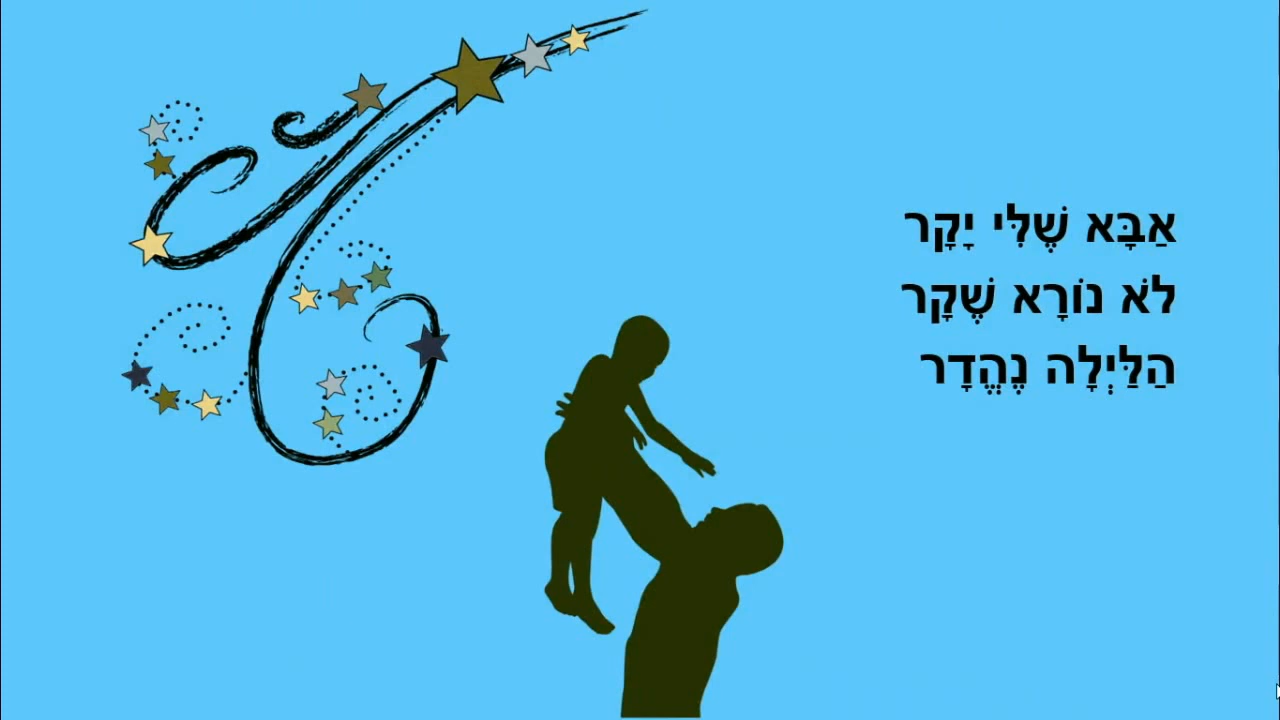 אַבָּא שֶׁלִּי יָקָר
לֹא נוֹרָא שֶׁקָר
הַלַּיְלָה נֶהֱדָר